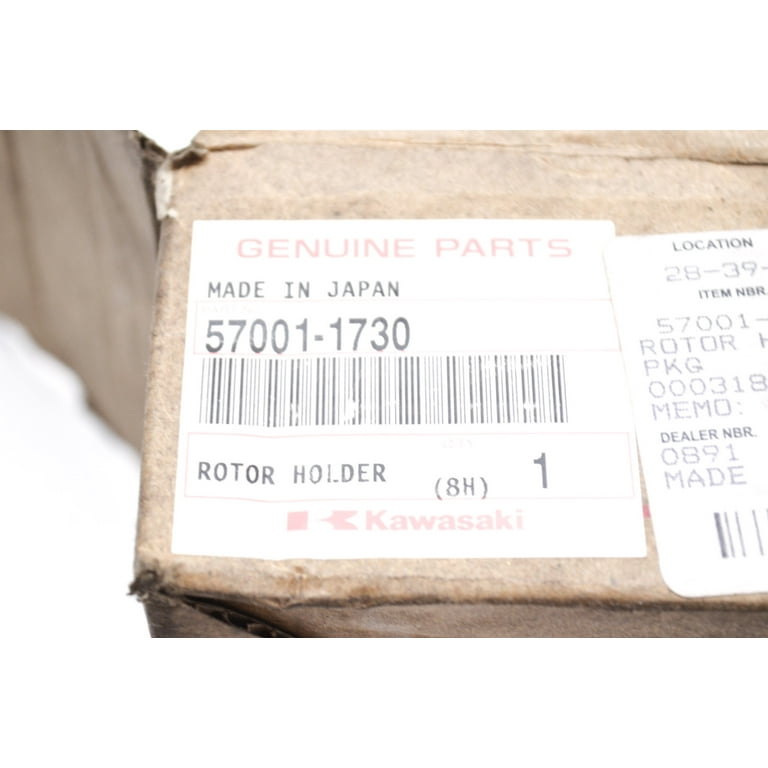 GENUINE PARTS
MADE IN JAPAN
57001-1730
ROTOR HOLDER
(8H)
1
Kawasaki
LOCATION
28-39-
ITEM NBR.
57001-
ROTOR H
PKG
000318
MEMO:
DEALER NBR.
0891
MADE